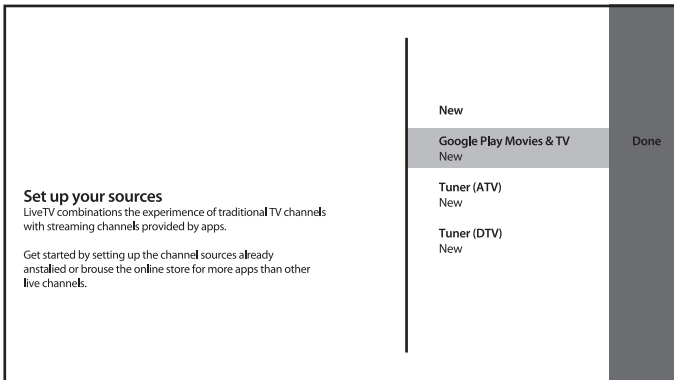 Set up your sources
LiveTV combinations the experimence of traditional TV channels
with streaming channels provided by apps.
Get started by setting up the channel sources already
anstalied or brouse the online store for more apps than other
live channels.
New
Google Play Movies & TV
New
Tuner (ATV)
New
Tuner (DTV)
New
Done